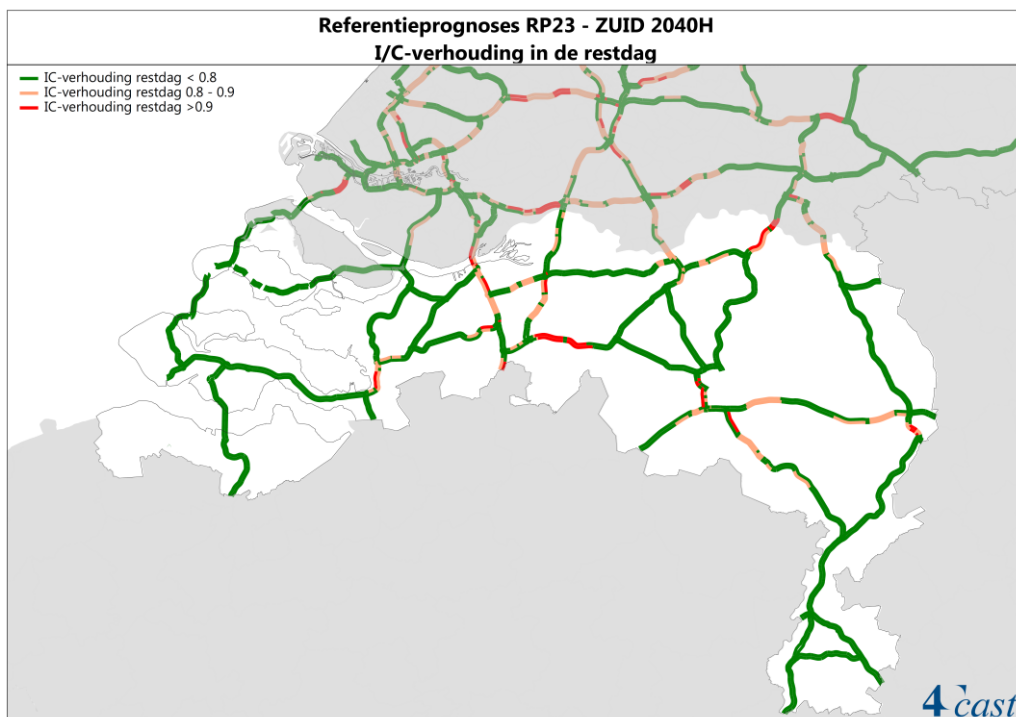 Referentieprognoses RP23 - ZUID 2040H
I/C-verhouding in de restdag
IC-verhouding restdag < 0.8
IC-verhouding restdag 0.8 - 0.9
IC-verhouding restdag >0.9
4cast